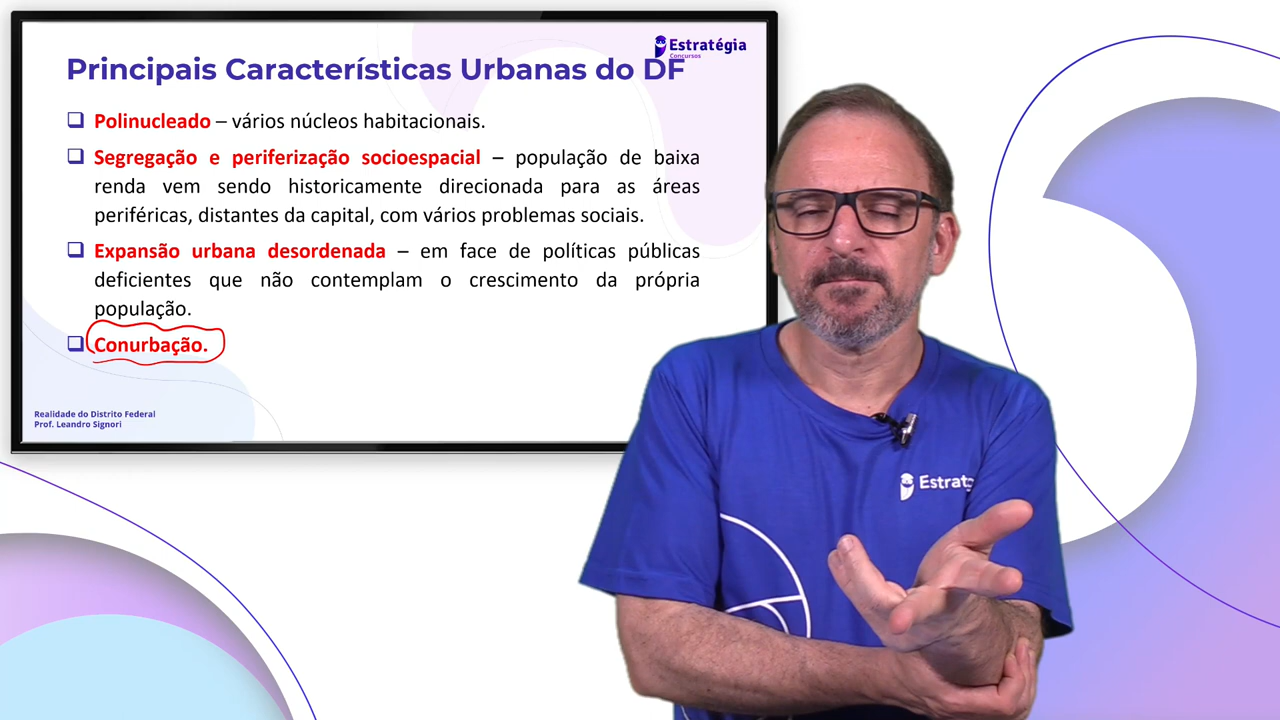 Estratégia
Concursos
Principais Características Urbanas do DF
Polinucleado – vários núcleos habitacionais.
Segregação e periferização socioespacial – população de baixa
renda vem sendo historicamente direcionada para as áreas
periféricas, distantes da capital, com vários problemas sociais.
Expansão urbana desordenada – em face de políticas públicas
deficientes que não contemplam o crescimento da própria
população.
Conurbação.
Realidade do Distrito Federal
Prof. Leandro Signori
Estraté